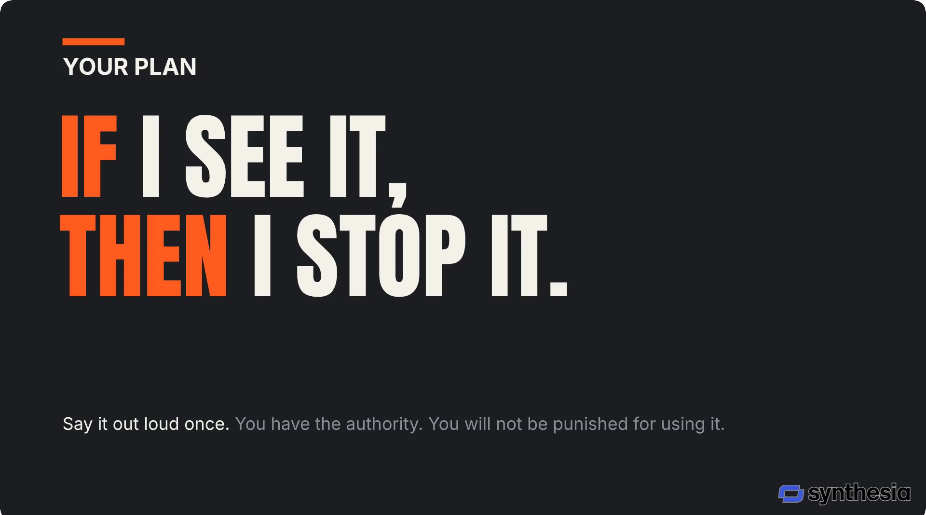 YOUR PLAN
IF I SEE IT,
THEN I STOP IT.
Say it out loud once. You have the authority. You will not be punished for using it.
synthesia